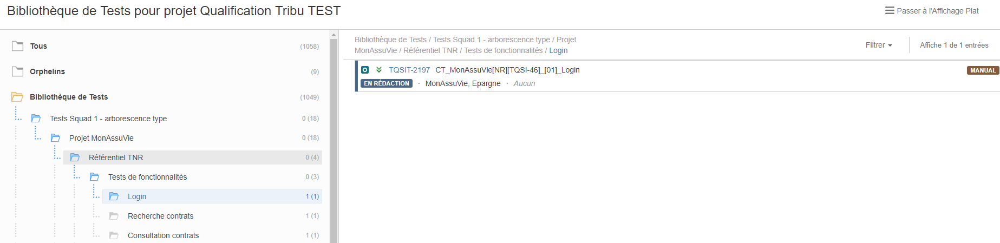 Bibliothèque de Tests pour projet Qualification Tribu TEST
Passer à l'Affichage Plat
Tous (1058)
Orphelins (9)
Bibliothèque de Tests (1049)
Tests Squad 1 - arborescence type 0 (18)
Projet MonAssuVie 0 (18)
Référentiel TNR 0 (4)
Tests de fonctionnalités 0 (3)
Login 1 (1)
Recherche contrats 1 (1)
Consultation contrats 1 (1)
Bibliothèque de Tests / Tests Squad 1 - arborescence type / Projet
MonAssuVie / Référentiel TNR / Tests de fonctionnalités / Login
Filtrer
Affiche 1 de 1 entrées
TQSIT-2197 CT_MonAssuVie[NR][TQSI-46]_[01]_Login
MANUAL
EN RÉDACTION · MonAssuVie, Epargne · Aucun